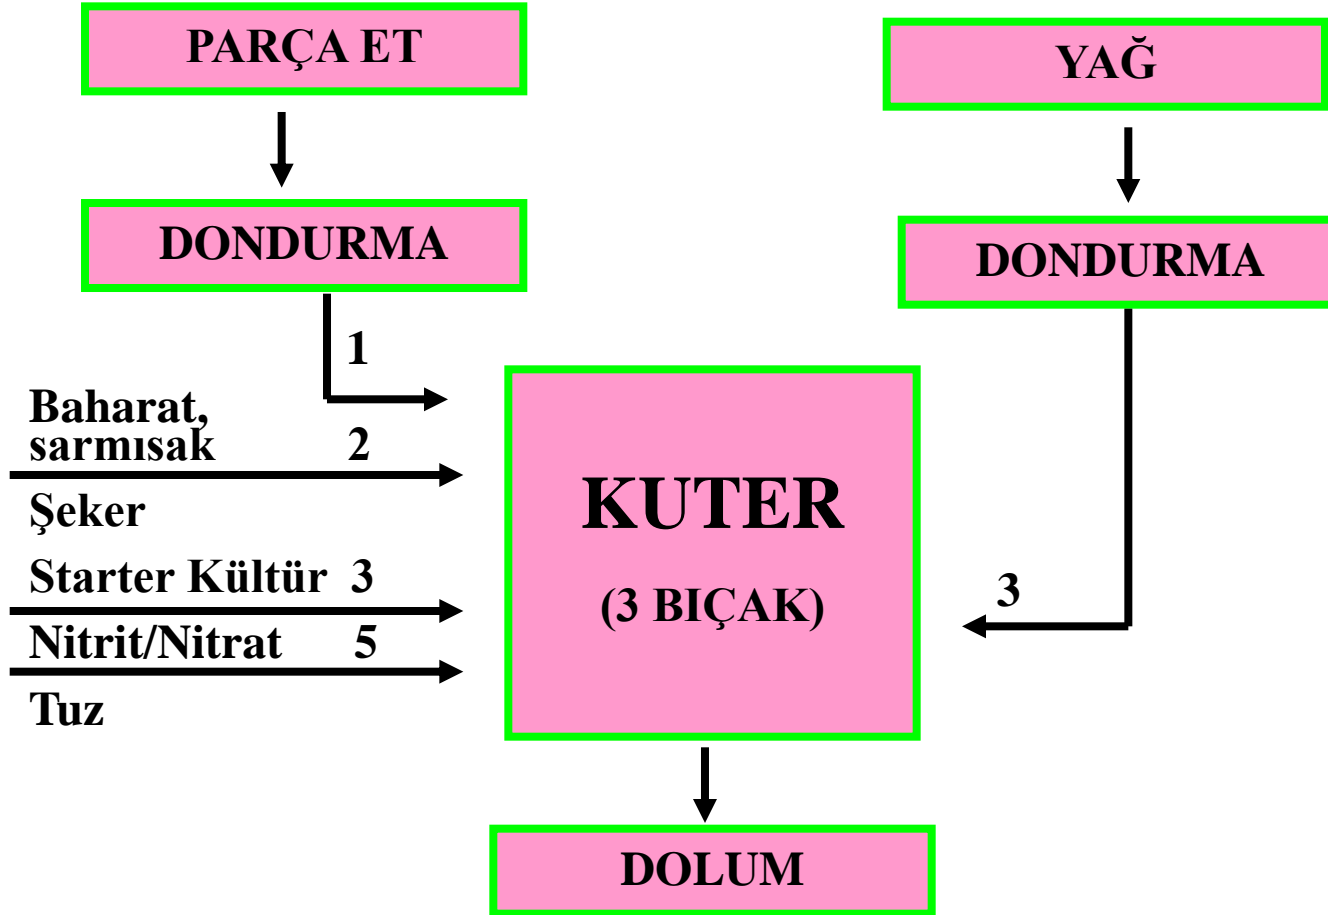 PARÇA ET
YAĞ
DONDURMA
DONDURMA
1
Baharat,
sarmısak 2
Şeker
Starter Kültür 3
Nitrit/Nitrat 5
Tuz
KUTER
(3 BIÇAK)
3
DOLUM